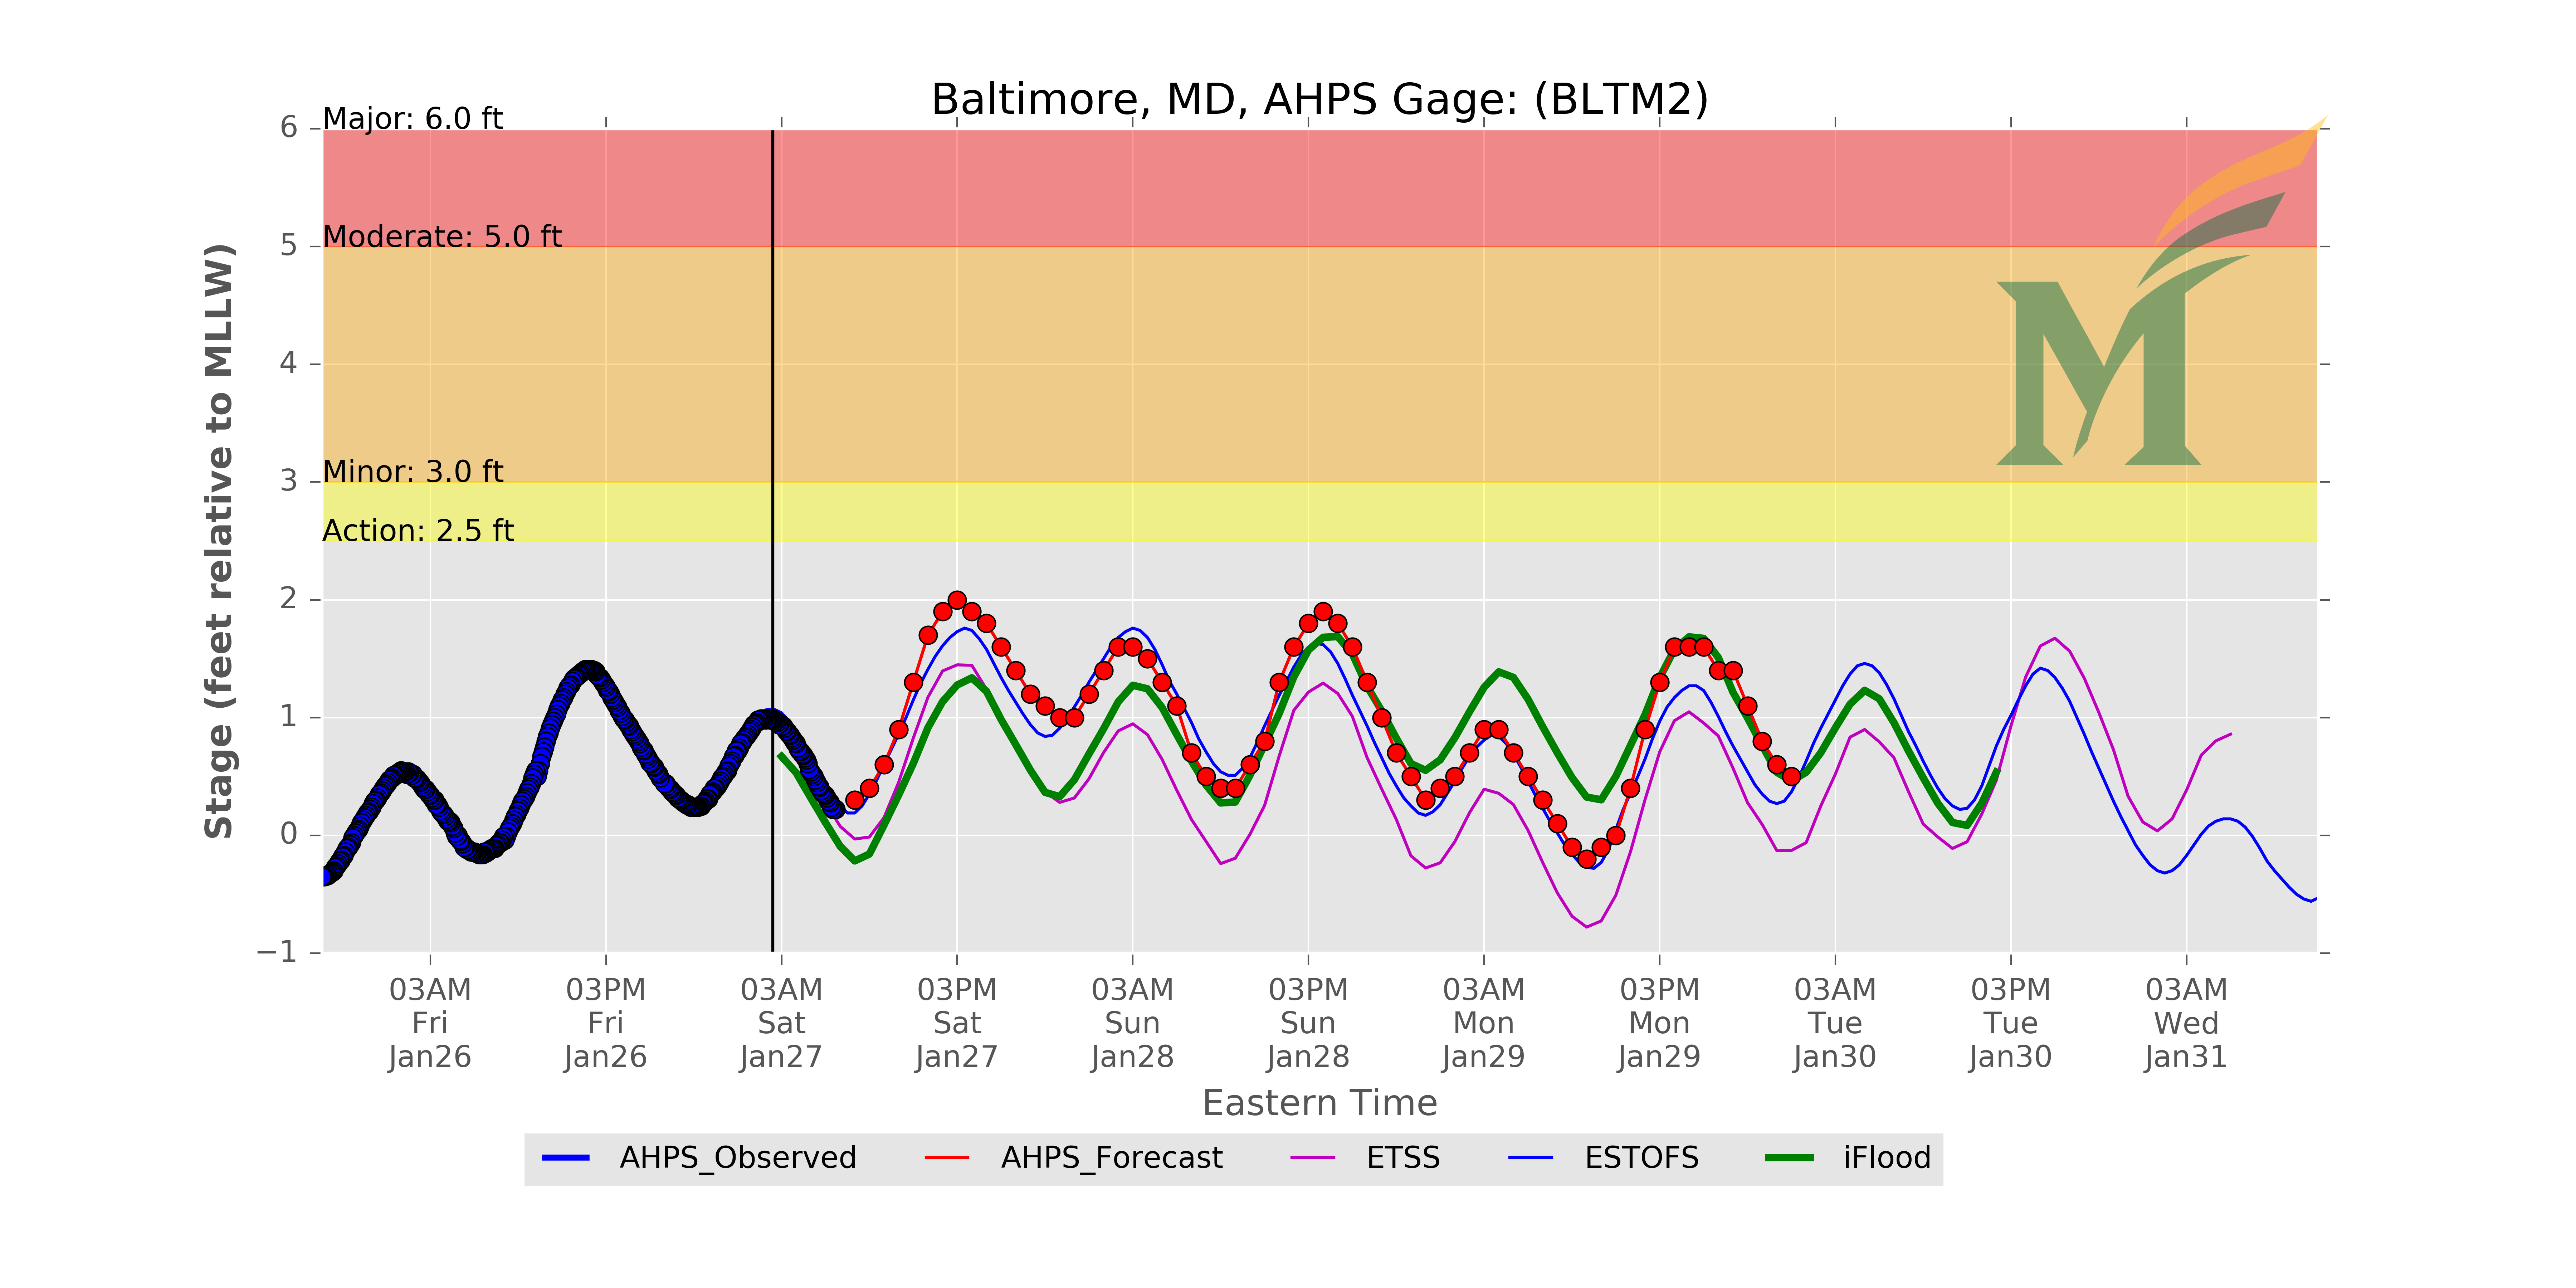 Baltimore, MD, AHPS Gage: (BLTM2)
Major: 6.0 ft
Moderate: 5.0 ft
Minor: 3.0 ft
Action: 2.5 ft
Stage (feet relative to MLLW)
6
5
4
3
2
1
0
−1
03AM 03PM 03AM 03PM 03AM 03PM 03AM 03PM 03AM 03PM 03AM
Fri Fri Sat Sat Sun Sun Mon Mon Tue Tue Wed
Jan26 Jan26 Jan27 Jan27 Jan28 Jan28 Jan29 Jan29 Jan30 Jan30 Jan31
Eastern Time
AHPS_Observed AHPS_Forecast ETSS ESTOFS iFlood